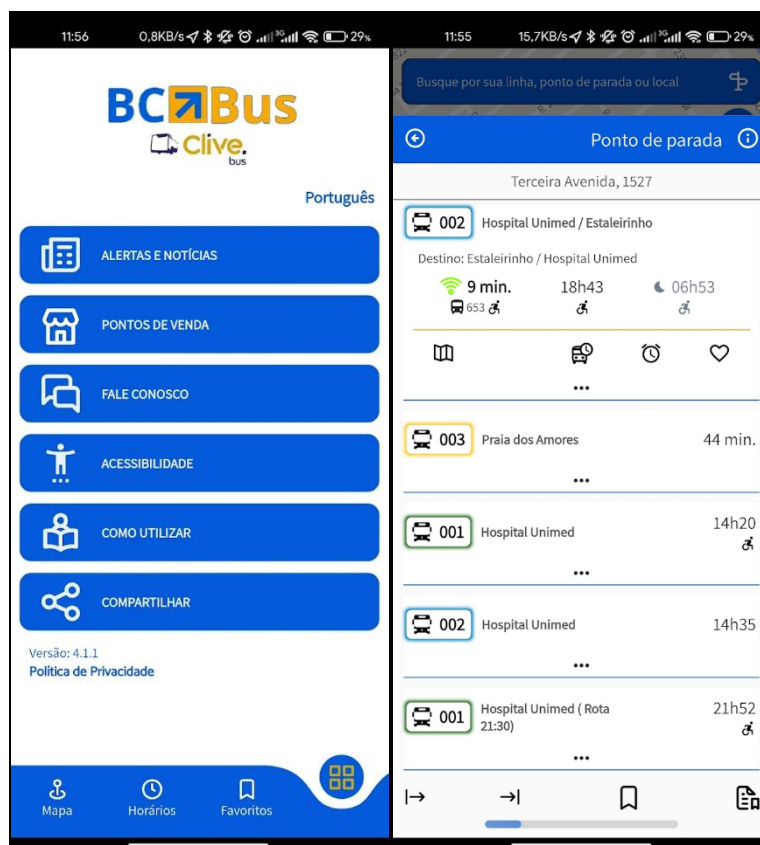 11:56
0,8KB/s
3G
29%
BC Bus
Clive.
bus
Português
ALERTAS E NOTÍCIAS
PONTOS DE VENDA
FALE CONOSCO
ACESSIBILIDADE
COMO UTILIZAR
COMPARTILHAR
Versão: 4.1.1
Política de Privacidade
Mapa
Horários
Favoritos
11:55
15,7KB/s
3G
29%
Busque por sua linha, ponto de parada ou local
Ponto de parada
Terceira Avenida, 1527
002 Hospital Unimed / Estaleirinho
Destino: Estaleirinho / Hospital Unimed
9 min. 18h43 06h53
653
003 Praia dos Amores 44 min.
001 Hospital Unimed 14h20
002 Hospital Unimed 14h35
001 Hospital Unimed ( Rota 21h52
21:30)